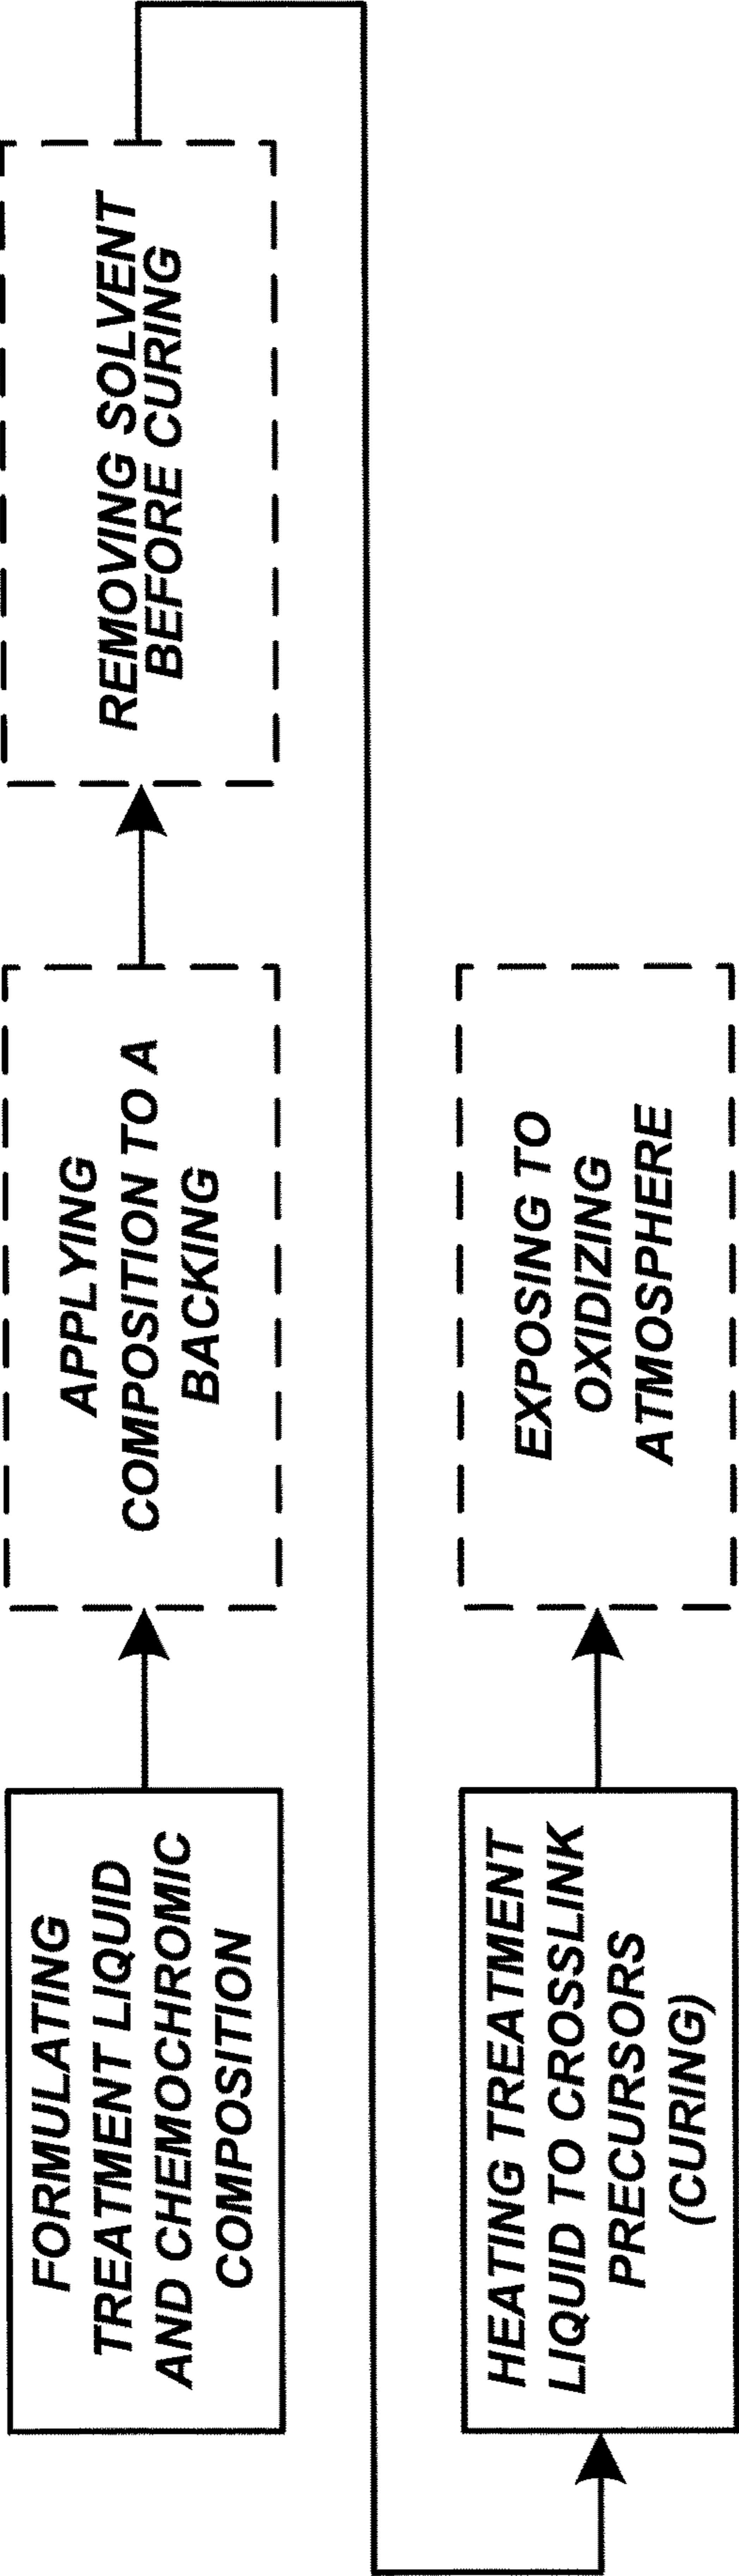 FORMULATING
TREATMENT LIQUID
AND CHEMOCHROMIC
COMPOSITION
APPLYING
COMPOSITION TO A
BACKING
REMOVING SOLVENT
BEFORE CURING
HEATING TREATMENT
LIQUID TO CROSSLINK
PRECURSORS
(CURING)
EXPOSING TO
OXIDIZING
ATMOSPHERE